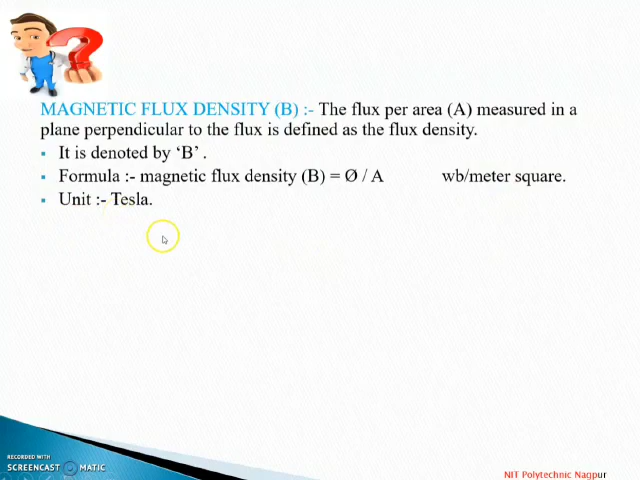 MAGNETIC FLUX DENSITY (B) :- The flux per area (A) measured in a
plane perpendicular to the flux is defined as the flux density.
▪ It is denoted by ‘B’ .
▪ Formula :- magnetic flux density (B) = Ø / A wb/meter square.
▪ Unit :- Tesla.
RECORDED WITH
SCREENCAST MATIC
NIT Polytechnic Nagpur